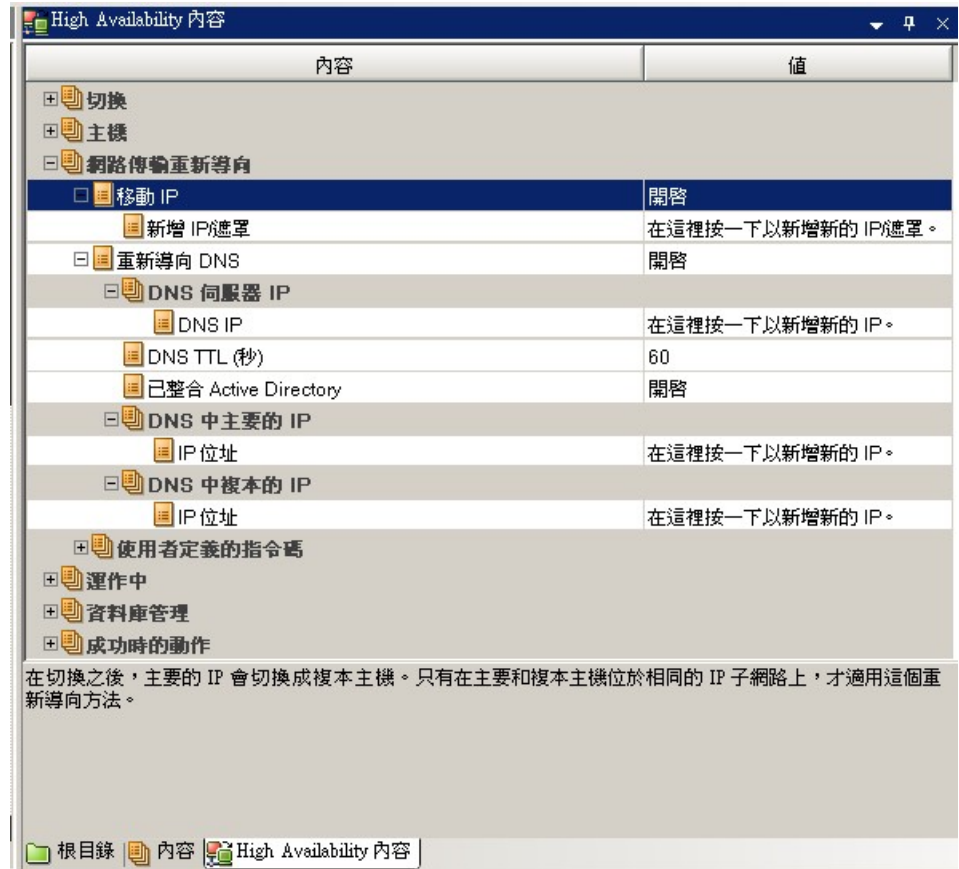 High Availability 內容
內容 值
切換
主機
網路傳輸重新導向
移動 IP 開啓
新增 IP/遮罩 在這裡按一下以新增新的 IP/遮罩。
重新導向 DNS 開啓
DNS 伺服器 IP
DNS IP 在這裡按一下以新增新的 IP。
DNS TTL (秒) 60
已整合 Active Directory 開啓
DNS 中主要的 IP
IP 位址 在這裡按一下以新增新的 IP。
DNS 中複本的 IP
IP 位址 在這裡按一下以新增新的 IP。
使用者定義的指令碼
運作中
資料庫管理
成功時的動作
在切換之後，主要的 IP 會切換成複本主機。只有在主要和複本主機位於相同的 IP 子網路上，才適用這個重
新導向方法。
根目錄 內容 High Availability 內容